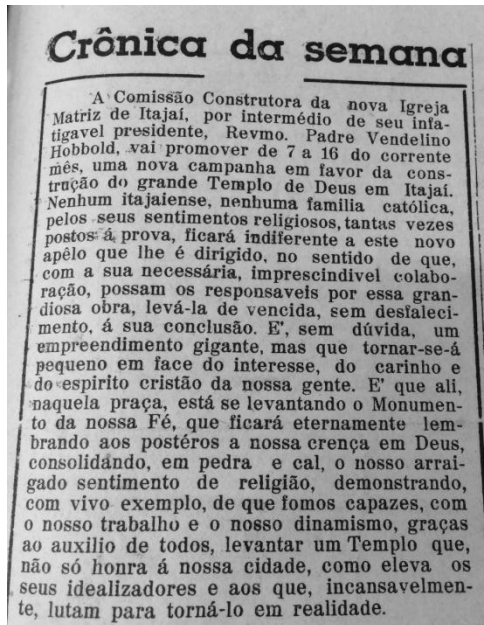 Crônica da semana
A Comissão Construtora da nova Igreja
Matriz de Itajaí, por intermédio de seu infa-
tigavel presidente, Revmo. Padre Vendelino
Hobbold, vai promover de 7 a 16 do corrente
mês, uma nova campanha em favor da cons-
trução do grande Templo de Deus em Itajaí.
Nenhum itajaiense, nenhuma familia católica,
pelos seus sentimentos religiosos, tantas vezes
postos á prova, ficará indiferente a este novo
apêlo que lhe é dirigido, no sentido de que,
com a sua necessária, imprescindivel colabo-
ração, possam os responsaveis por essa gran-
diosa obra, levá-la de vencida, sem desfaleci-
mento, á sua conclusão. E', sem dúvida, um
empreendimento gigante, mas que tornar-se-á
pequeno em face do interesse, do carinho e
do espirito cristão da nossa gente. E' que ali,
naquela praça, está se levantando o Monumen-
to da nossa Fé, que ficará eternamente lem-
brando aos postéros a nossa crença em Deus,
consolidando, em pedra e cal, o nosso arrai-
gado sentimento de religião, demonstrando,
com vivo exemplo, de que fomos capazes, com
o nosso trabalho e o nosso dinamismo, graças
ao auxilio de todos, levantar um Templo que,
não só honra á nossa cidade, como eleva os
seus idealizadores e aos que, incansavelmen-
te, lutam para torná-lo em realidade.